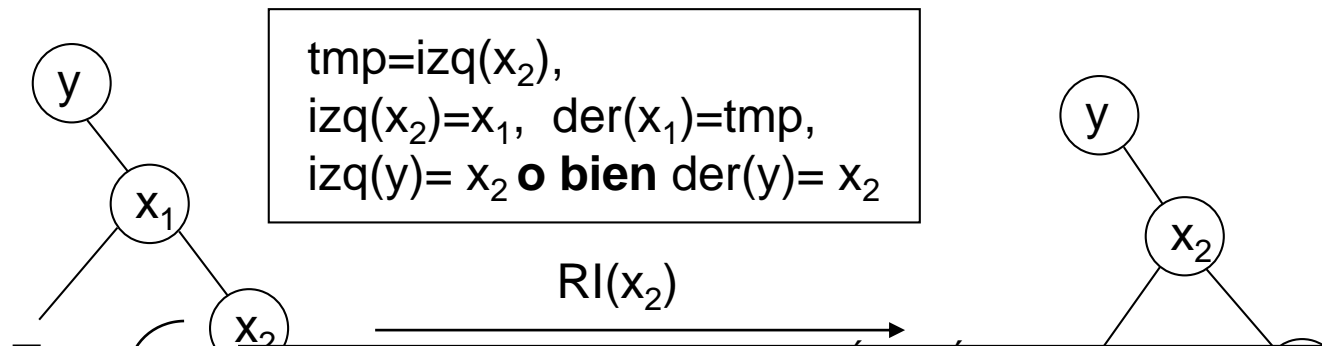 tmp=izq(x₂),
izq(x₂)=x₁, der(x₁)=tmp,
izq(y)= x₂ o bien der(y)= x₂
y
y
x₁
x₂
RI(x₂)
x₂